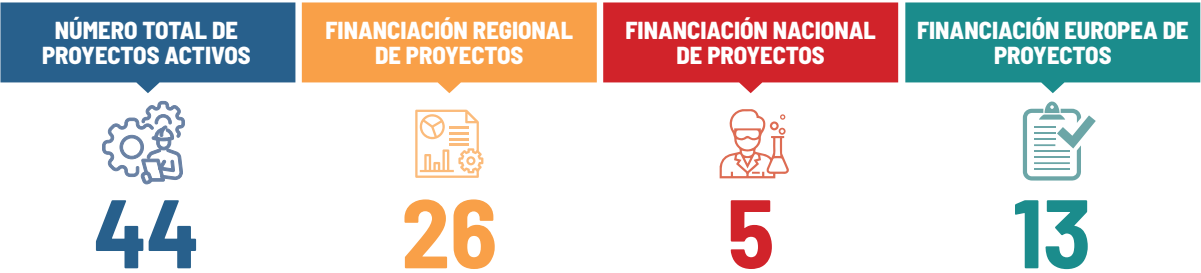 NÚMERO TOTAL DE
PROYECTOS ACTIVOS
44
FINANCIACIÓN REGIONAL
DE PROYECTOS
26
FINANCIACIÓN NACIONAL
DE PROYECTOS
5
FINANCIACIÓN EUROPEA DE
PROYECTOS
13